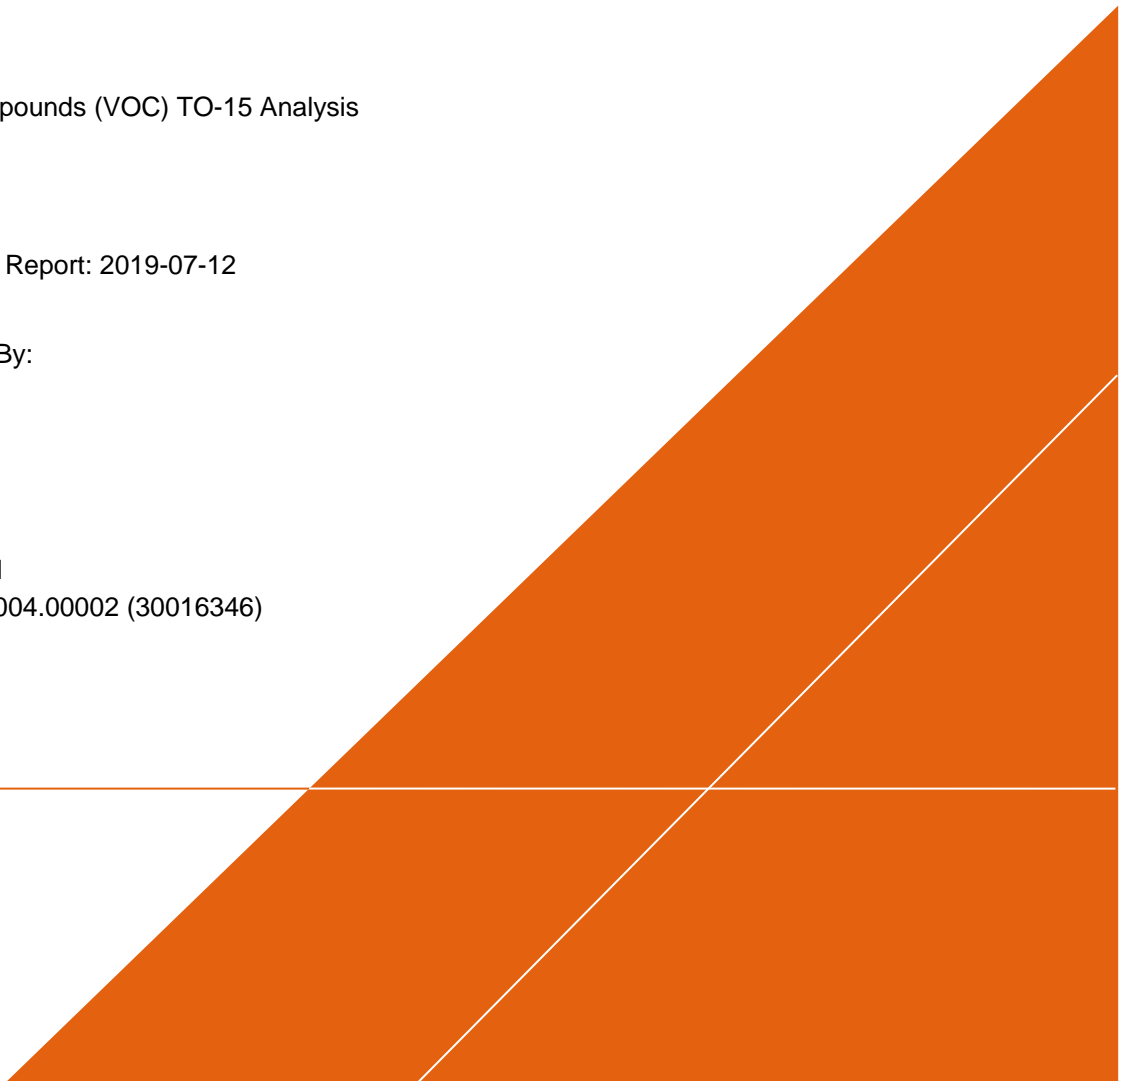 pounds (VOC) TO-15 Analysis
Report: 2019-07-12
By:
004.00002 (30016346)